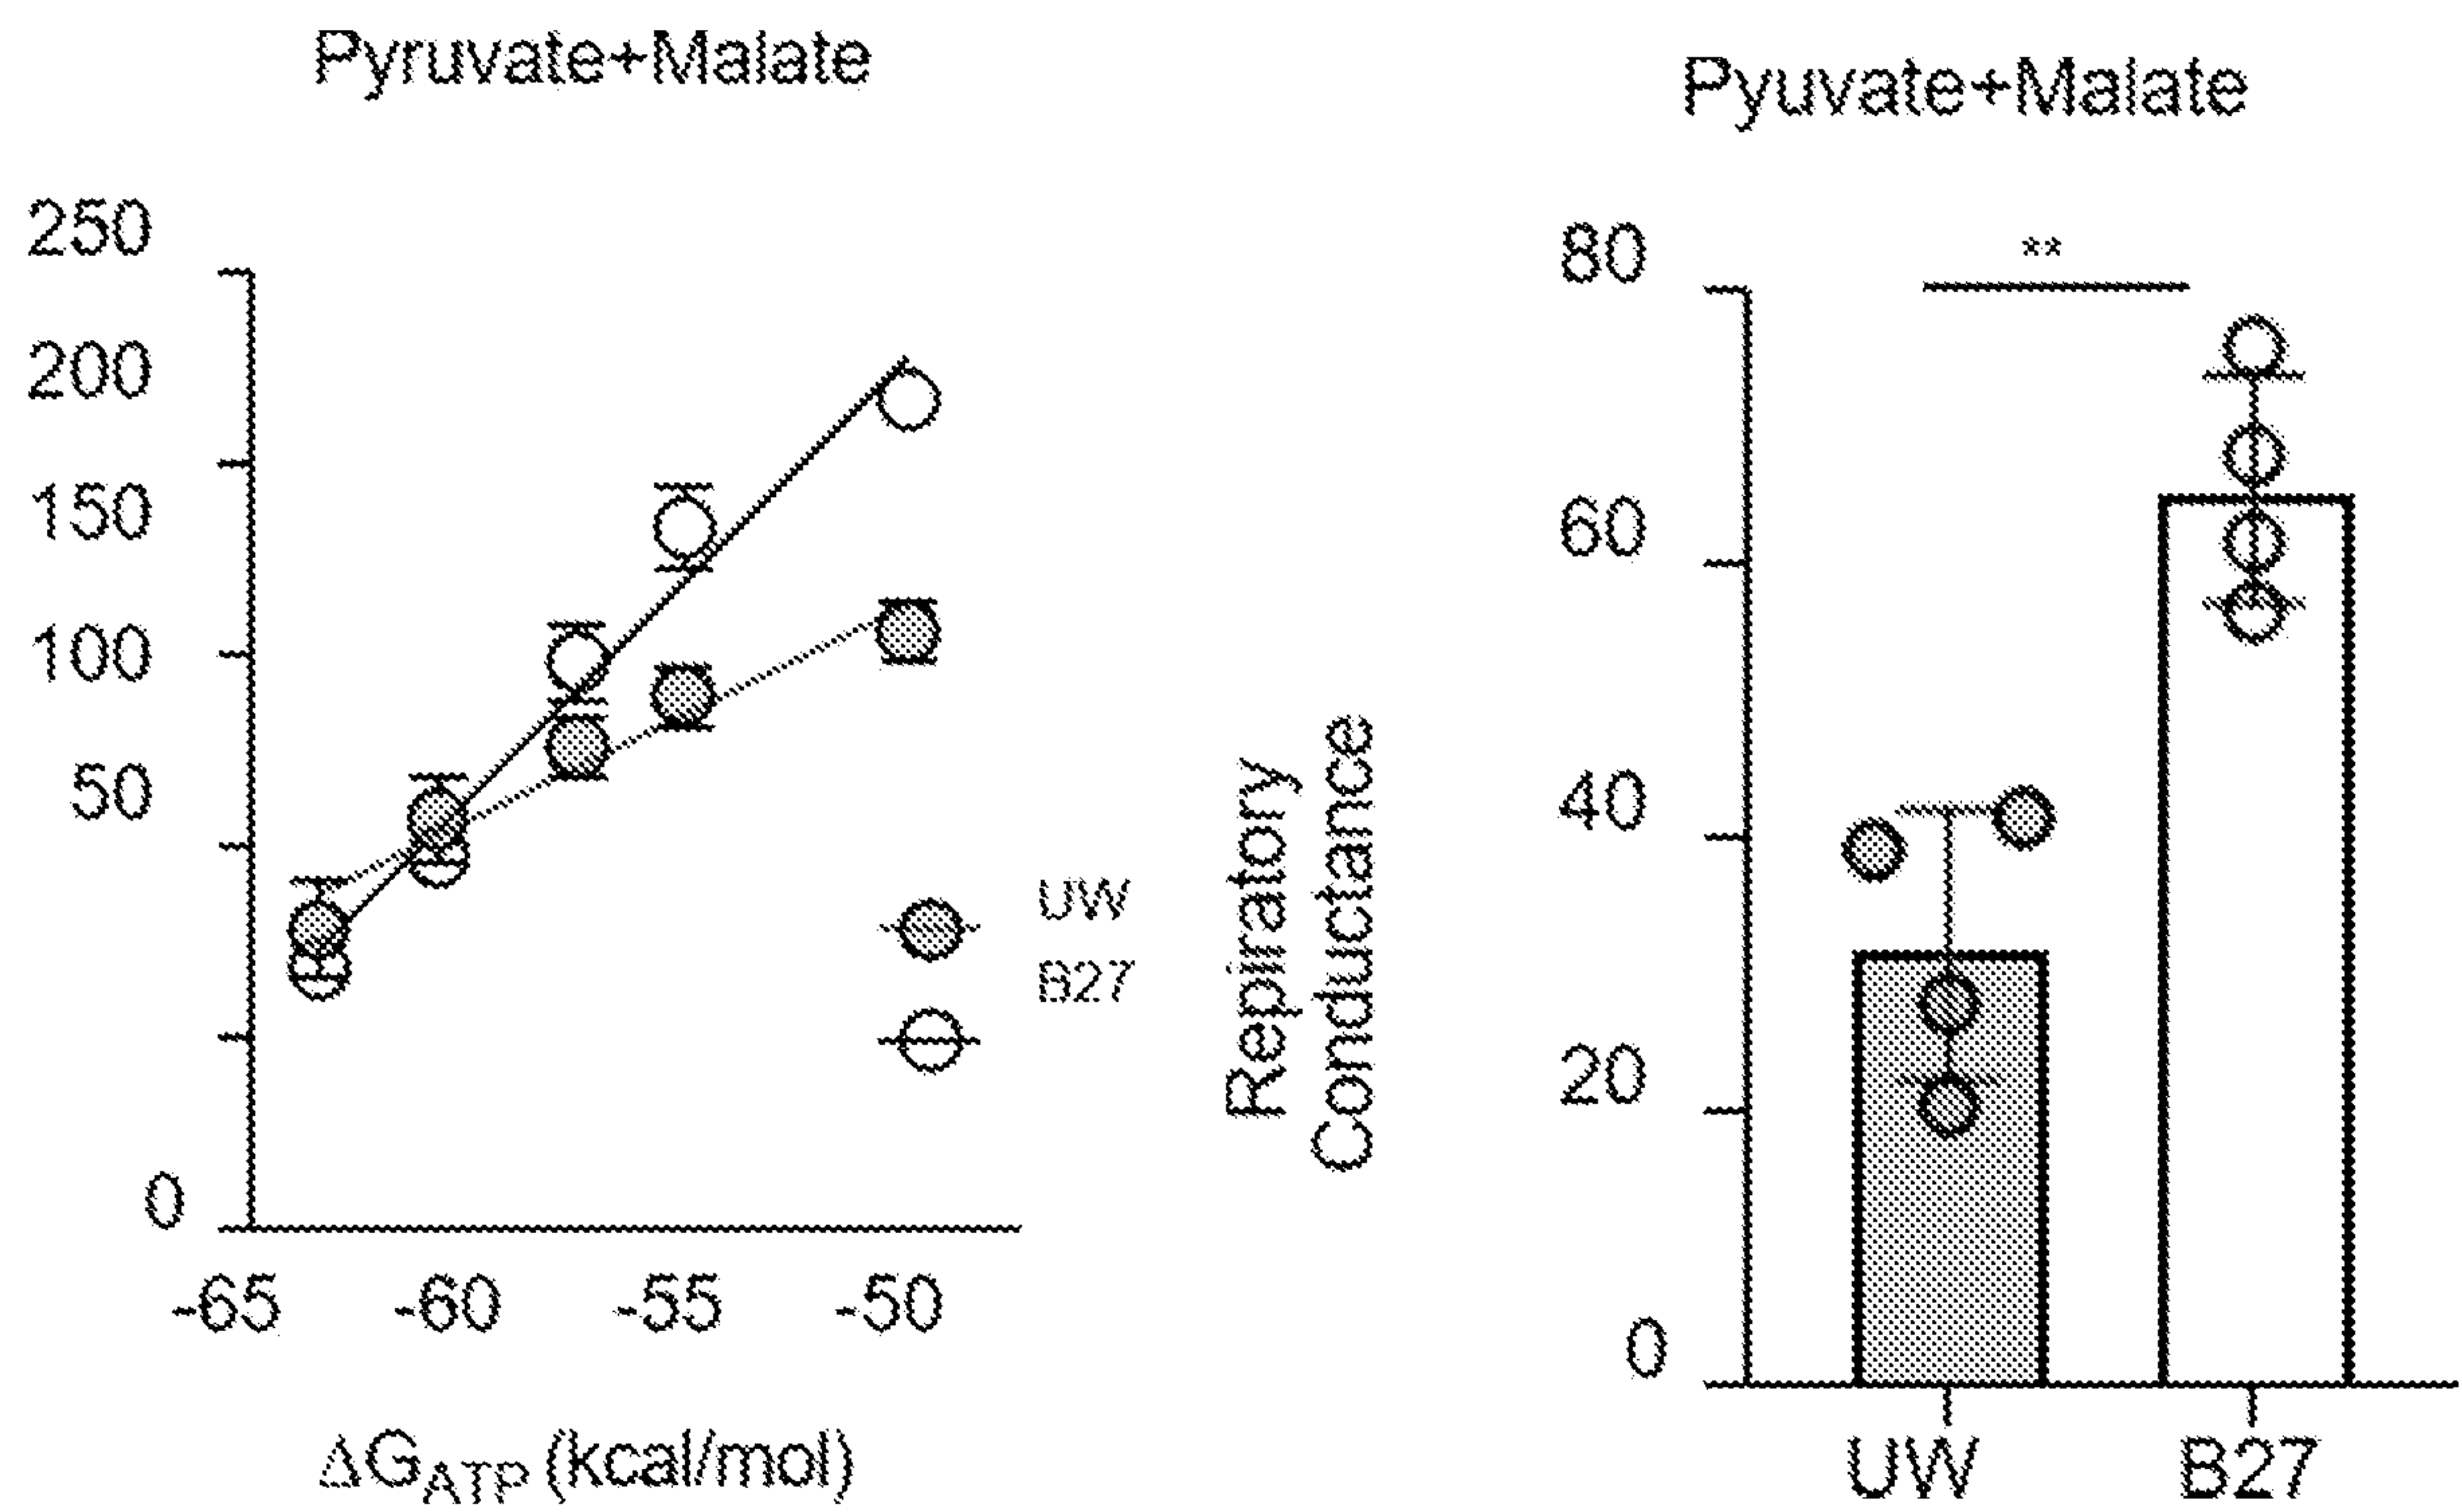 Pyruvate+Malate
250
200
150
100
50
0
-65 -60 -55 -50
ΔGATP (kcal/mol)
UW
B27
Pyuvate+Malate
**
80
60
40
20
0
Repiratory
Conductance
UW B27